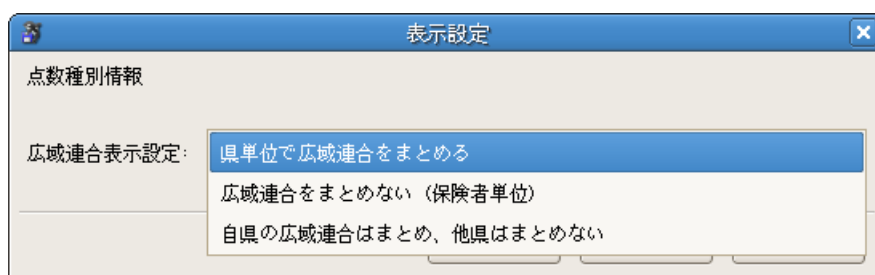 表示設定
点数種別情報
広域連合表示設定:
県単位で広域連合をまとめる
広域連合をまとめない（保険者単位）
自県の広域連合はまとめ、他県はまとめない